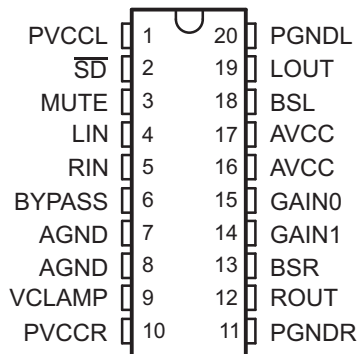 PVCCL 1 20 PGNDL
S̅D̅ 2 19 LOUT
MUTE 3 18 BSL
LIN 4 17 AVCC
RIN 5 16 AVCC
BYPASS 6 15 GAIN0
AGND 7 14 GAIN1
AGND 8 13 BSR
VCLAMP 9 12 ROUT
PVCCR 10 11 PGNDR